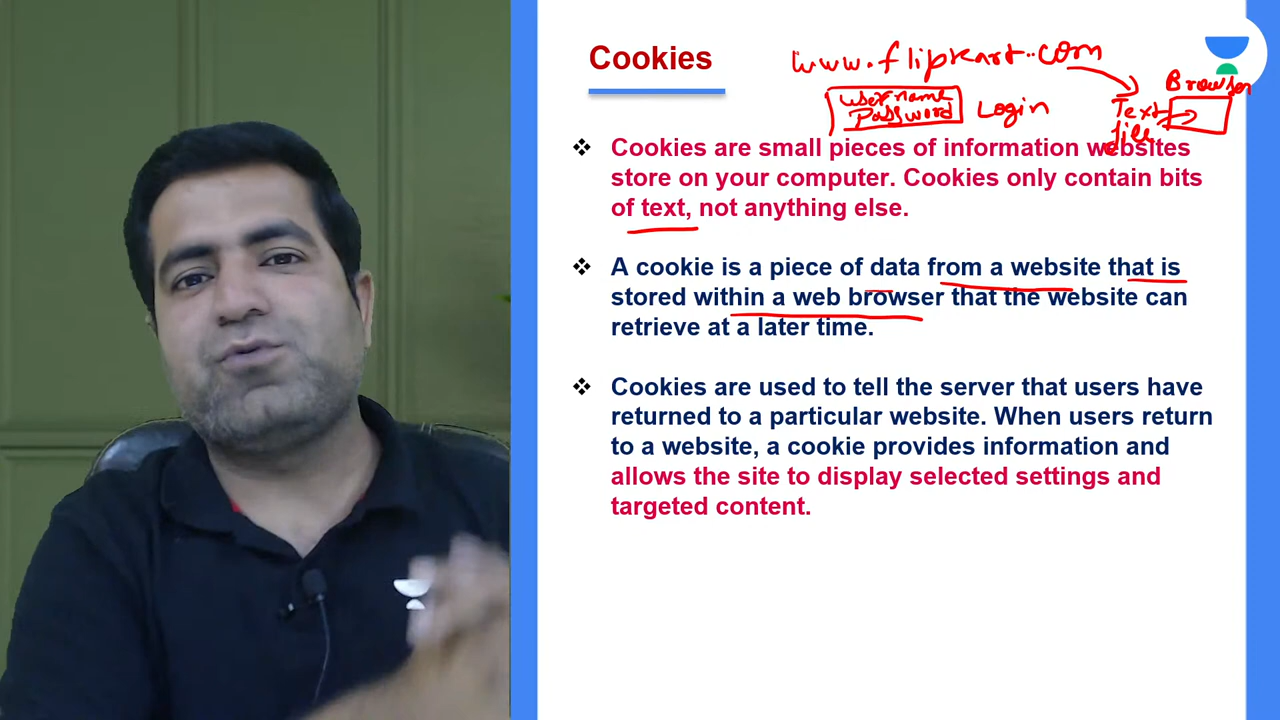 Cookies
www.flipkart.com
Browser
username
Password
Login
Text
file
Cookies are small pieces of information websites
store on your computer. Cookies only contain bits
of text, not anything else.
A cookie is a piece of data from a website that is
stored within a web browser that the website can
retrieve at a later time.
Cookies are used to tell the server that users have
returned to a particular website. When users return
to a website, a cookie provides information and
allows the site to display selected settings and
targeted content.